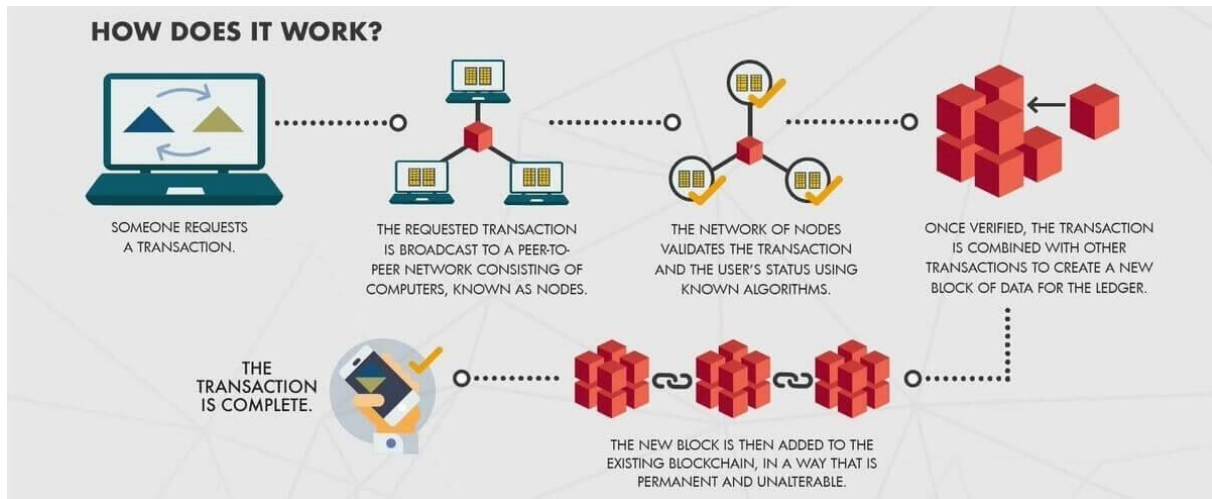 HOW DOES IT WORK?
SOMEONE REQUESTS
A TRANSACTION.
THE REQUESTED TRANSACTION
IS BROADCAST TO A PEER-TO-
PEER NETWORK CONSISTING OF
COMPUTERS, KNOWN AS NODES.
THE NETWORK OF NODES
VALIDATES THE TRANSACTION
AND THE USER'S STATUS USING
KNOWN ALGORITHMS.
ONCE VERIFIED, THE TRANSACTION
IS COMBINED WITH OTHER
TRANSACTIONS TO CREATE A NEW
BLOCK OF DATA FOR THE LEDGER.
THE NEW BLOCK IS THEN ADDED TO THE
EXISTING BLOCKCHAIN, IN A WAY THAT IS
PERMANENT AND UNALTERABLE.
THE
TRANSACTION
IS COMPLETE.